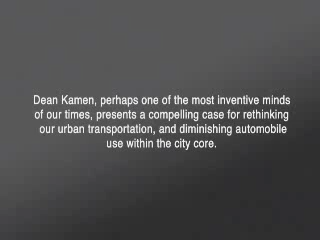 Dean Kamen, perhaps one of the most inventive minds
of our times, presents a compelling case for rethinking
our urban transportation, and diminishing automobile
use within the city core.